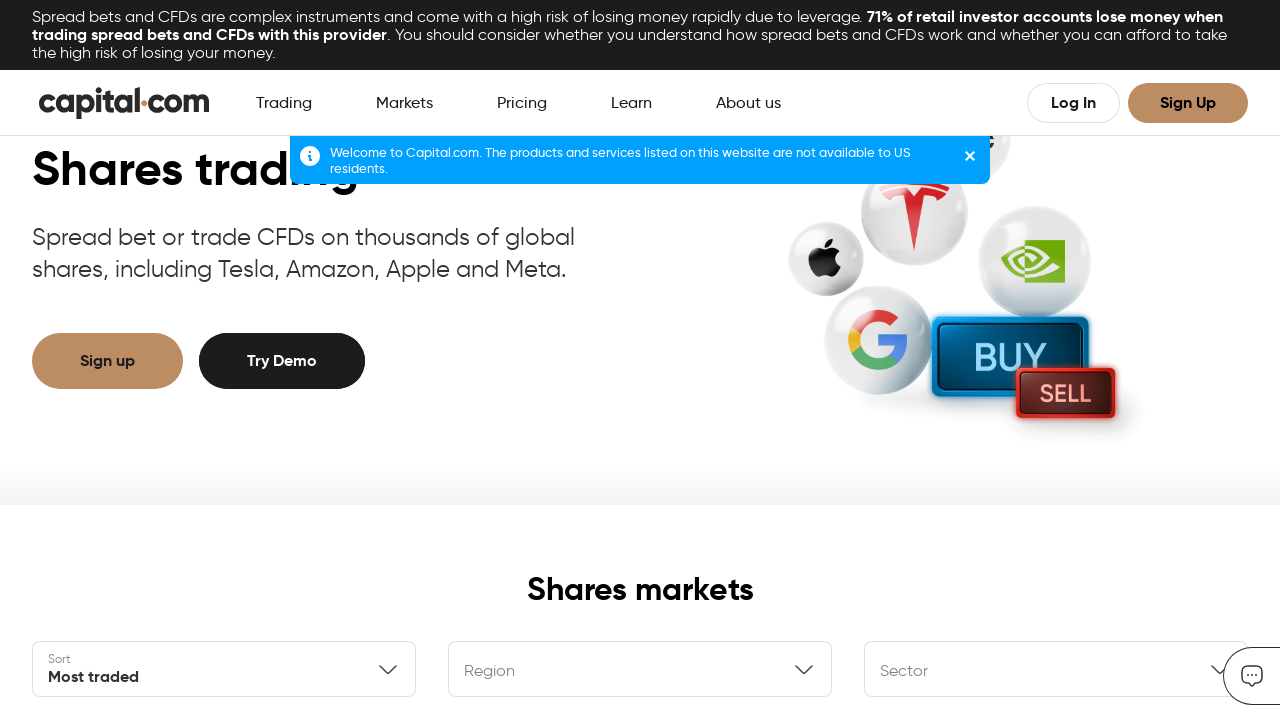 Spread bets and CFDs are complex instruments and come with a high risk of losing money rapidly due to leverage. 71% of retail investor accounts lose money when
trading spread bets and CFDs with this provider. You should consider whether you understand how spread bets and CFDs work and whether you can afford to take
the high risk of losing your money.
capital.com
Trading
Markets
Pricing
Learn
About us
Log In
Sign Up
Welcome to Capital.com. The products and services listed on this website are not available to US
residents.
Shares trading
Spread bet or trade CFDs on thousands of global
shares, including Tesla, Amazon, Apple and Meta.
Sign up
Try Demo
BUY
SELL
Shares markets
Sort
Most traded
Region
Sector